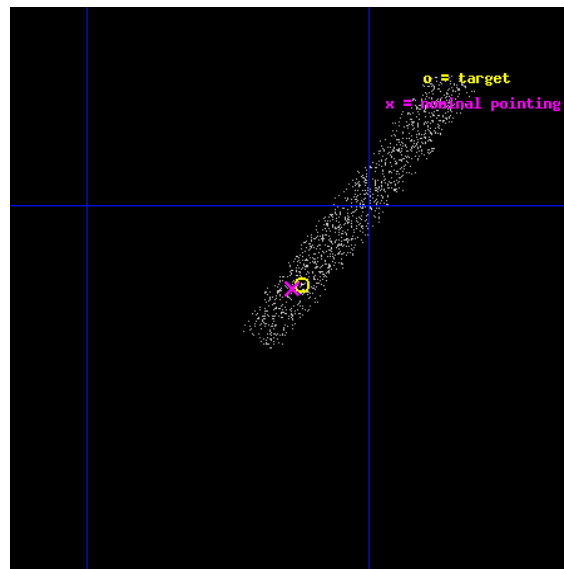 o = target
x = nominal pointing